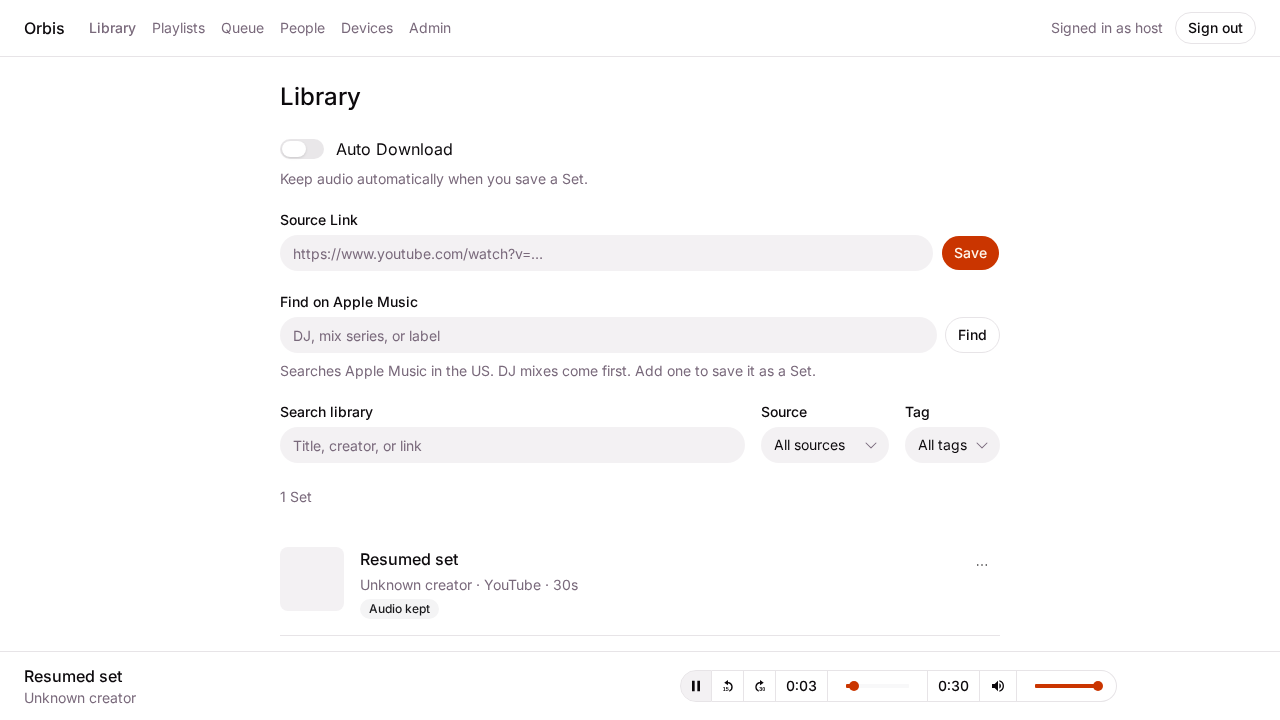 Orbis Library Playlists Queue People Devices Admin Signed in as host Sign out
Library
Auto Download
Keep audio automatically when you save a Set.
Source Link
https://www.youtube.com/watch?v=... Save
Find on Apple Music
DJ, mix series, or label Find
Searches Apple Music in the US. DJ mixes come first. Add one to save it as a Set.
Search library Source Tag
Title, creator, or link All sources All tags
1 Set
Resumed set ...
Unknown creator · YouTube · 30s
Audio kept
Resumed set
Unknown creator
15 30 0:03 0:30